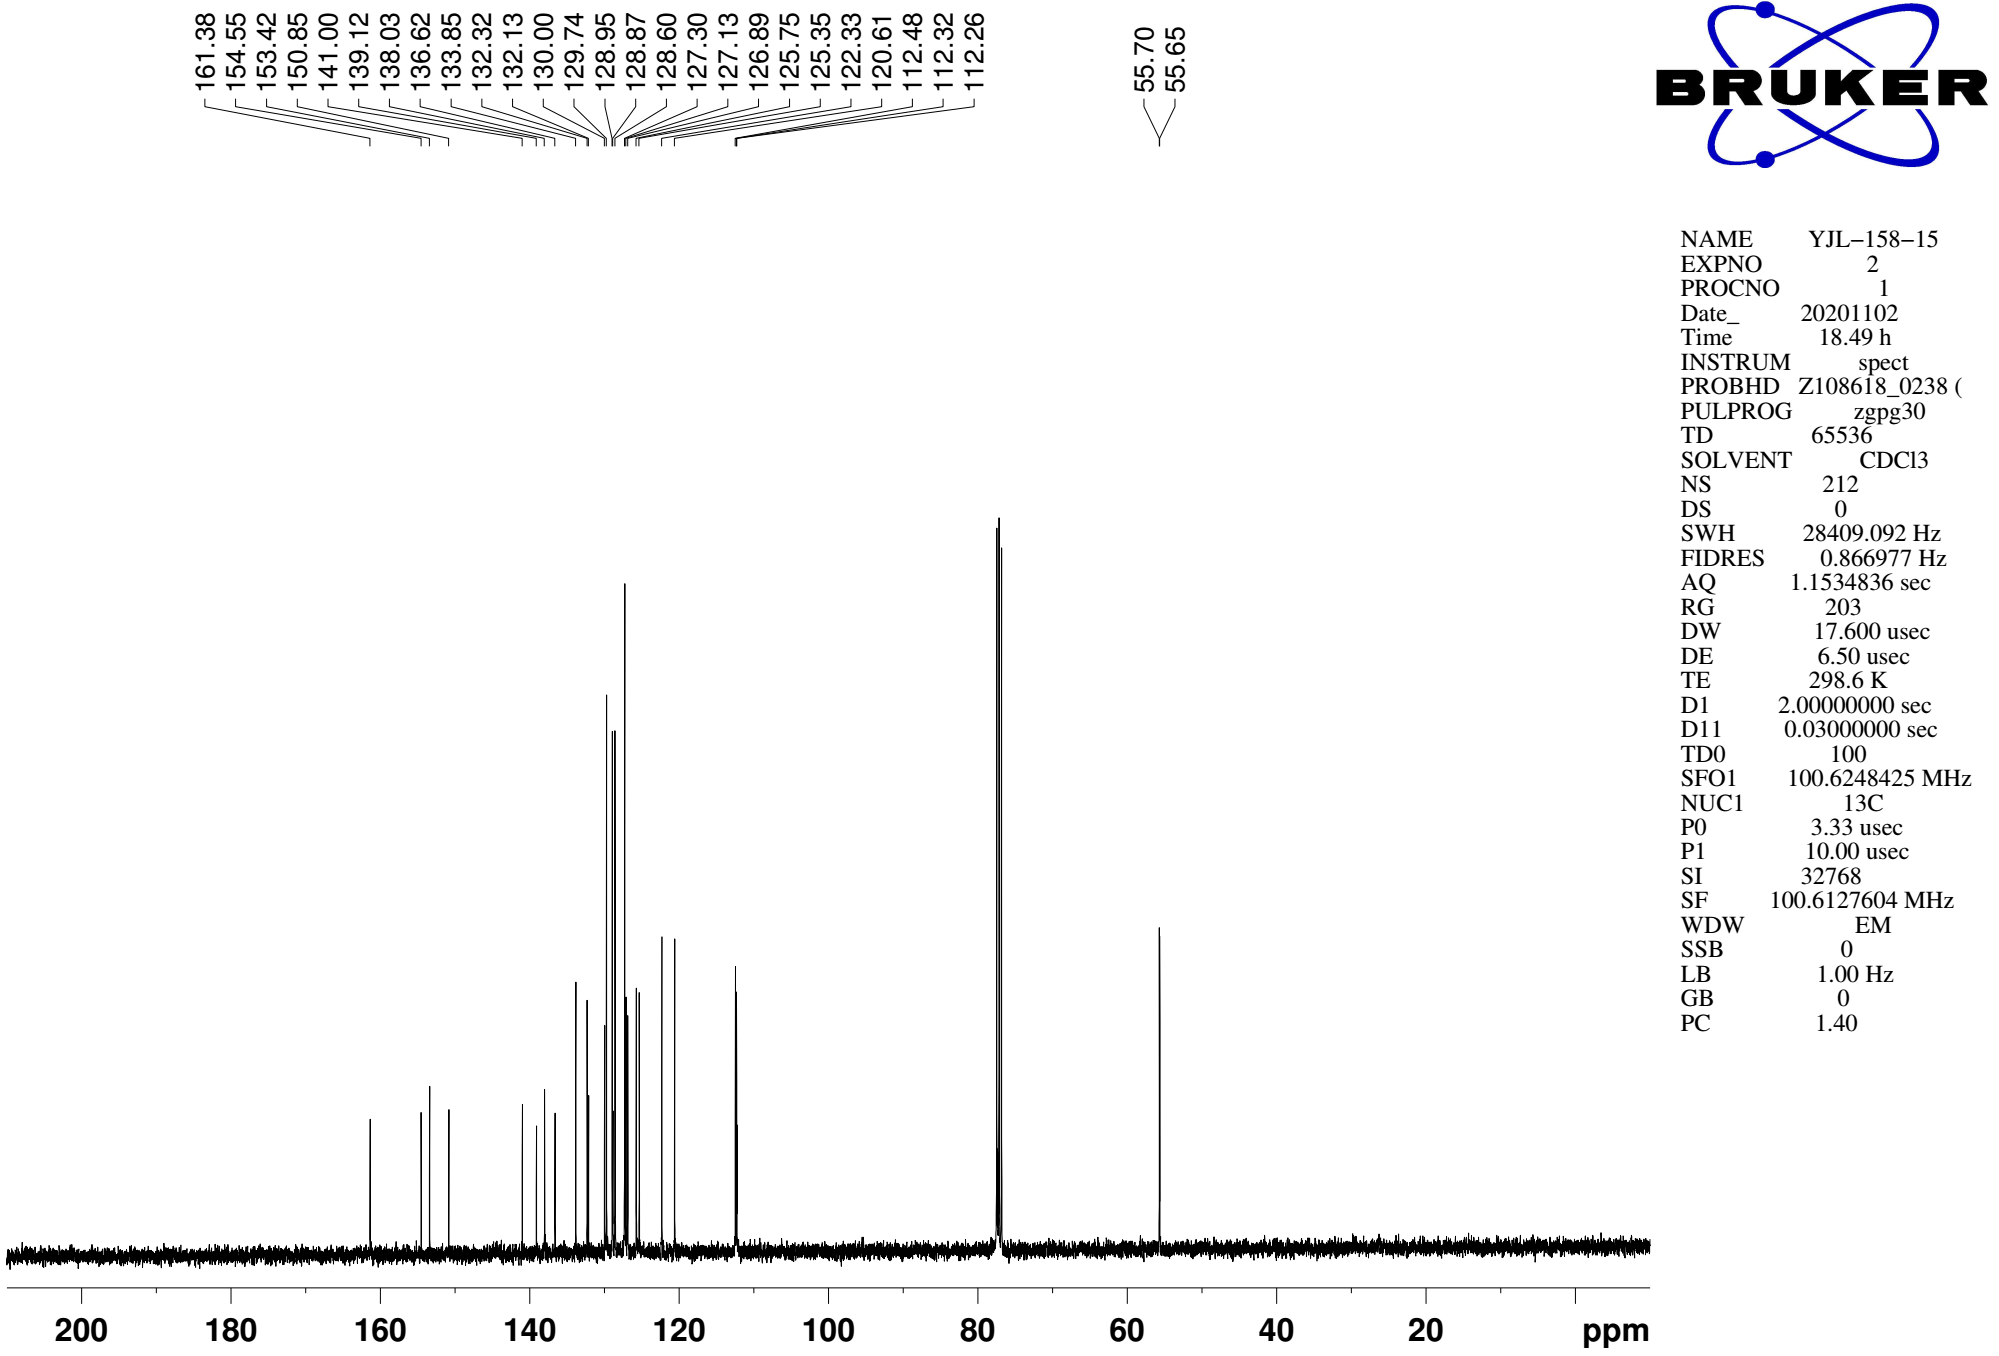 161.38
154.55
153.42
150.85
141.00
139.12
138.03
136.62
133.85
132.32
132.13
130.00
129.74
128.95
128.87
128.60
127.30
127.13
126.89
125.75
125.35
122.33
120.61
112.48
112.32
112.26
55.70
55.65
BRUKER
NAME YJL−158−15
EXPNO 2
PROCNO 1
Date_ 20201102
Time 18.49 h
INSTRUM spect
PROBHD Z108618_0238 (
PULPROG zgpg30
TD 65536
SOLVENT CDCl3
NS 212
DS 0
SWH 28409.092 Hz
FIDRES 0.866977 Hz
AQ 1.1534836 sec
RG 203
DW 17.600 usec
DE 6.50 usec
TE 298.6 K
D1 2.00000000 sec
D11 0.03000000 sec
TD0 100
SFO1 100.6248425 MHz
NUC1 13C
P0 3.33 usec
P1 10.00 usec
SI 32768
SF 100.6127604 MHz
WDW EM
SSB 0
LB 1.00 Hz
GB 0
PC 1.40
200 180 160 140 120 100 80 60 40 20 ppm